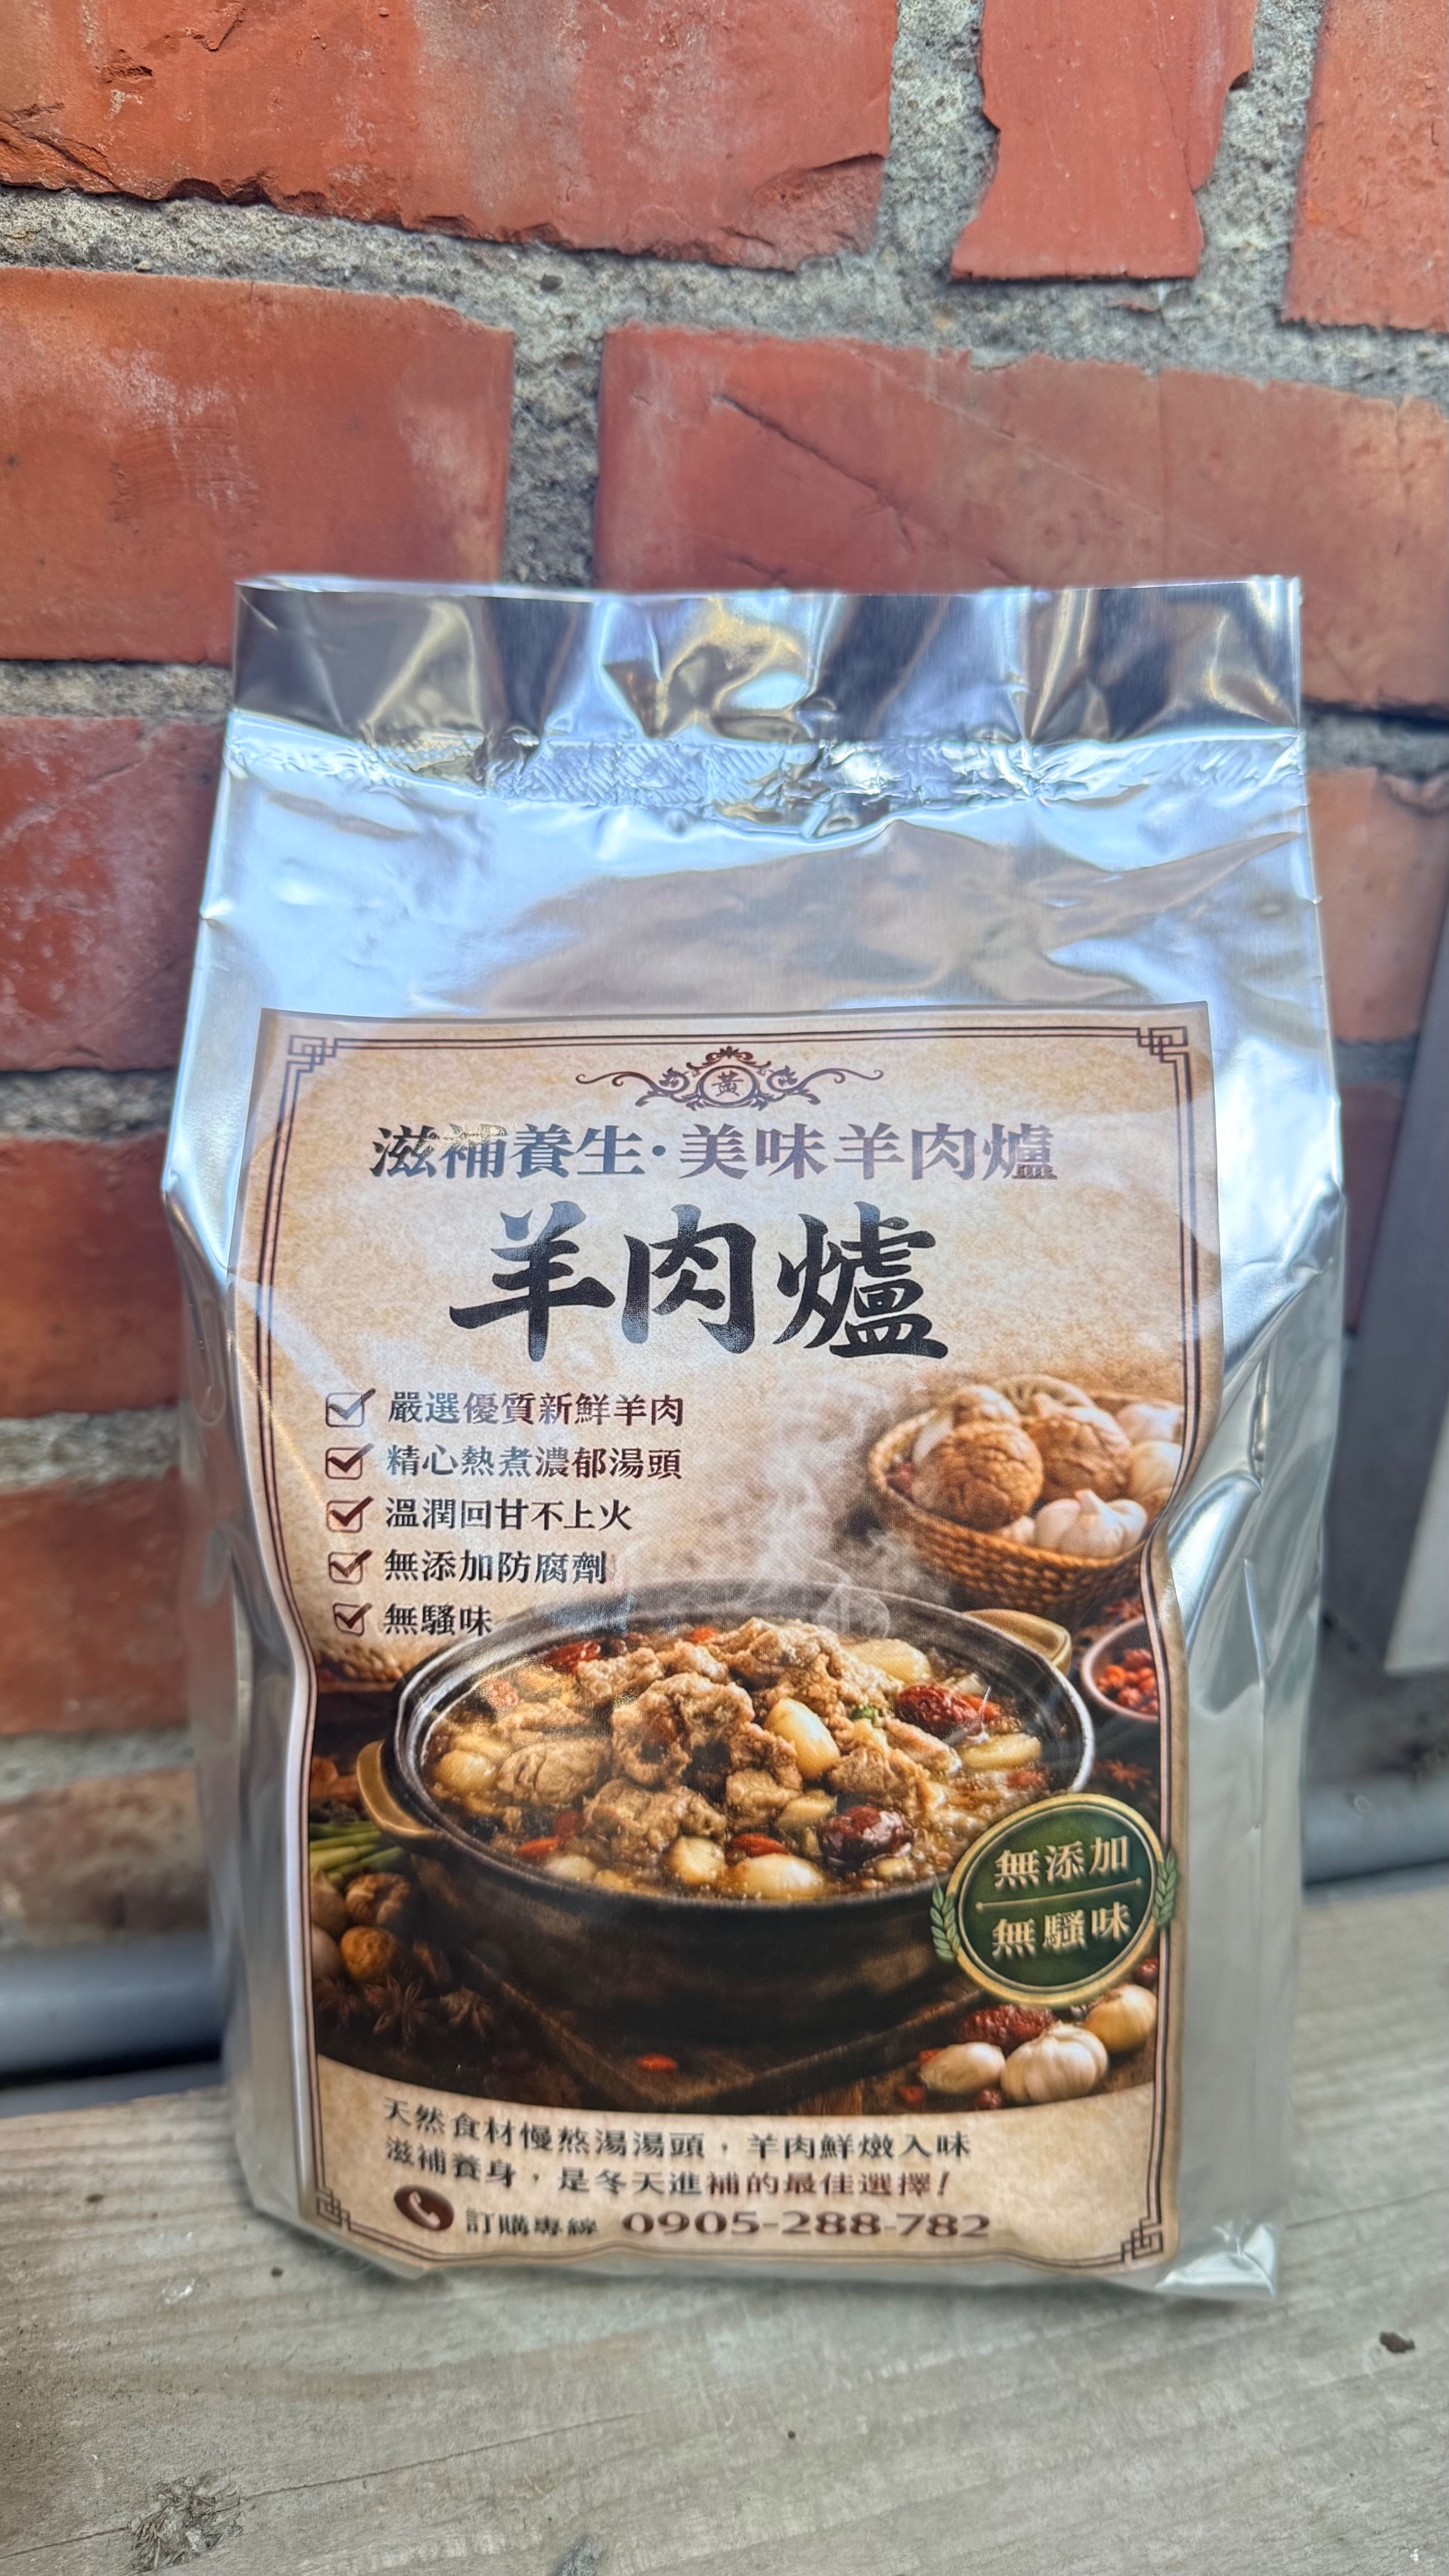 黃
滋補養生·美味羊肉爐
羊肉爐
嚴選優質新鮮羊肉
精心熱煮濃郁湯頭
溫潤回甘不上火
無添加防腐劑
無騷味
無添加
無騷味
天然食材慢熬湯湯頭，羊肉鮮燉入味
滋補養身，是冬天進補的最佳選擇！
訂購專線 0905-288-782